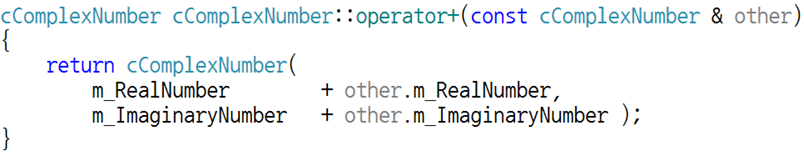 cComplexNumber cComplexNumber::operator+(const cComplexNumber & other)
{
    return cComplexNumber(
        m_RealNumber        + other.m_RealNumber,
        m_ImaginaryNumber   + other.m_ImaginaryNumber );
}